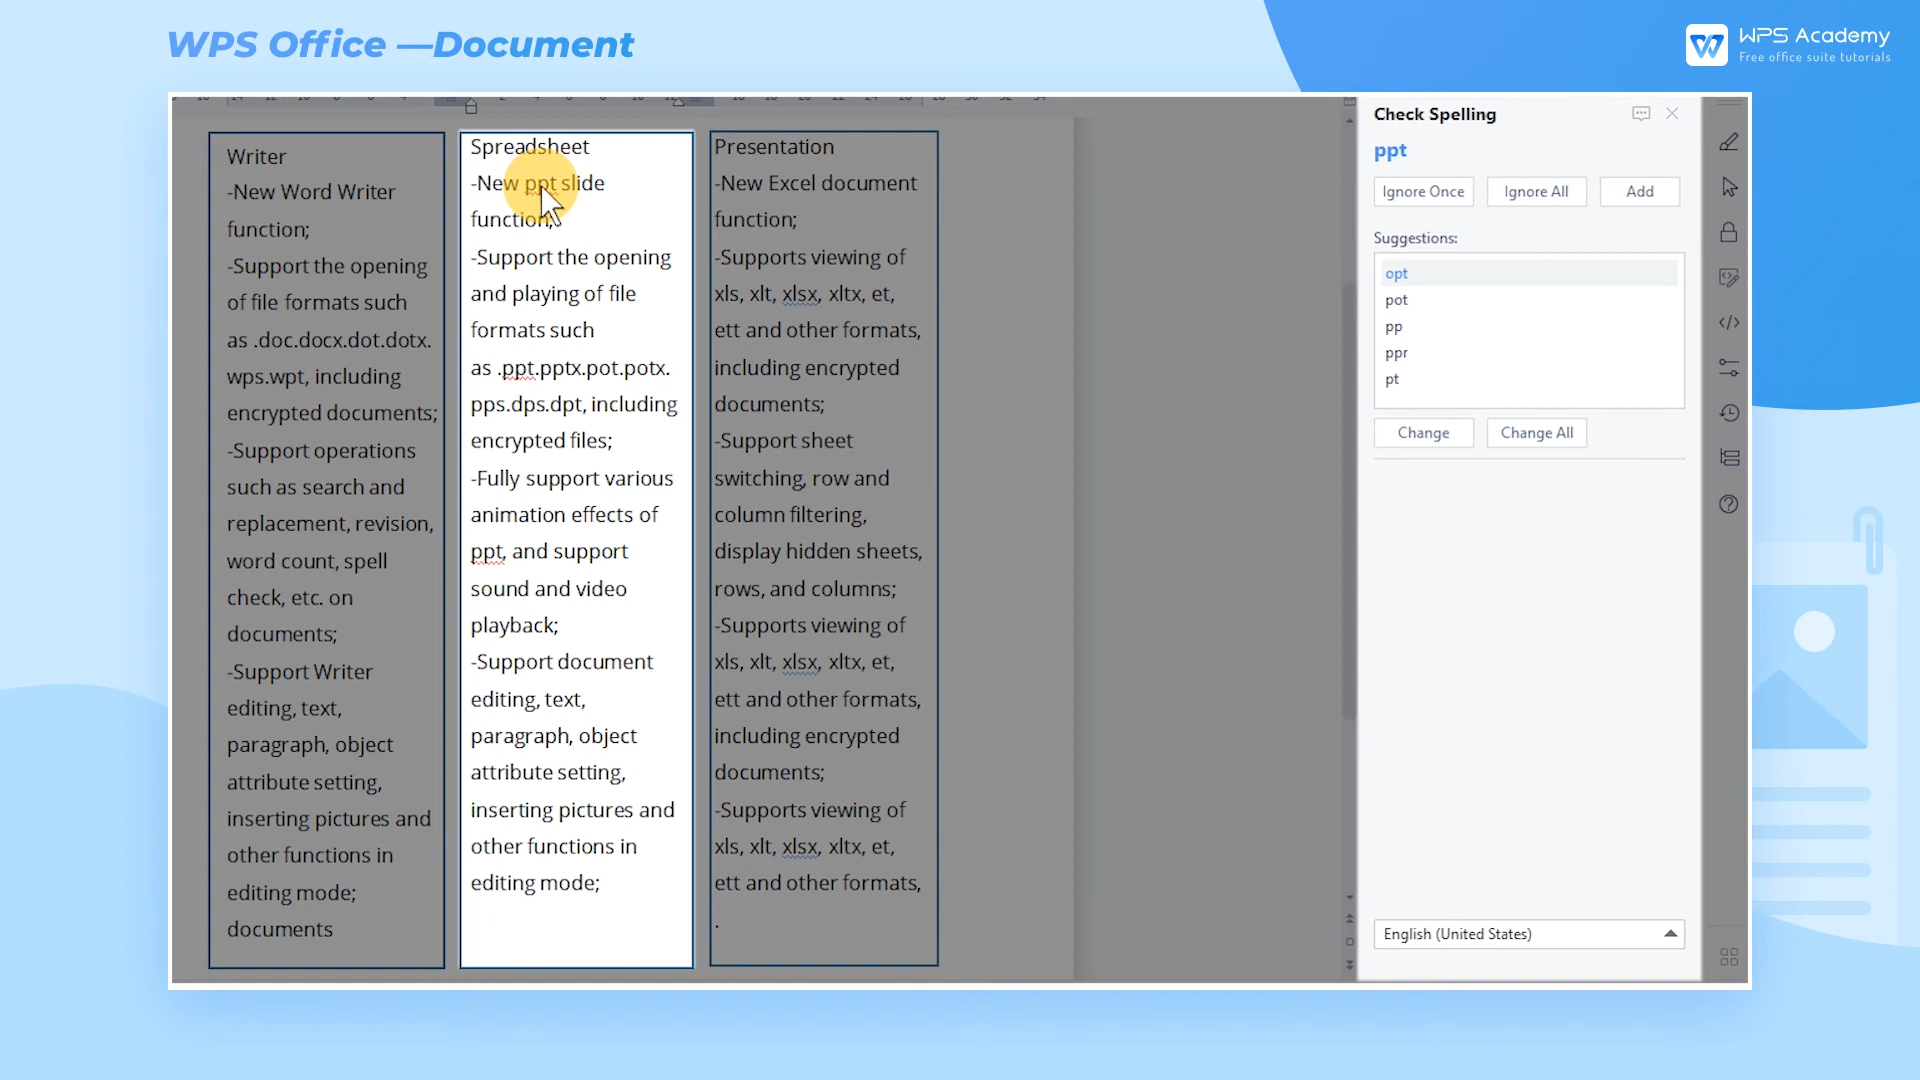 WPS Office —Document
WPS Academy
Free office suite tutorials
Writer
-New Word Writer
function;
-Support the opening
of file formats such
as .doc.docx.dot.dotx.
wps.wpt, including
encrypted documents;
-Support operations
such as search and
replacement, revision,
word count, spell
check, etc. on
documents;
-Support Writer
editing, text,
paragraph, object
attribute setting,
inserting pictures and
other functions in
editing mode;
documents
Spreadsheet
-New ppt slide
function;
-Support the opening
and playing of file
formats such
as .ppt.pptx.pot.potx.
pps.dps.dpt, including
encrypted files;
-Fully support various
animation effects of
ppt, and support
sound and video
playback;
-Support document
editing, text,
paragraph, object
attribute setting,
inserting pictures and
other functions in
editing mode;
Presentation
-New Excel document
function;
-Supports viewing of
xls, xlt, xlsx, xltx, et,
ett and other formats,
including encrypted
documents;
-Support sheet
switching, row and
column filtering,
display hidden sheets,
rows, and columns;
-Supports viewing of
xls, xlt, xlsx, xltx, et,
ett and other formats,
including encrypted
documents;
-Supports viewing of
xls, xlt, xlsx, xltx, et,
ett and other formats,
.
Check Spelling
ppt
Ignore Once
Ignore All
Add
Suggestions:
opt
pot
pp
ppr
pt
Change
Change All
English (United States)